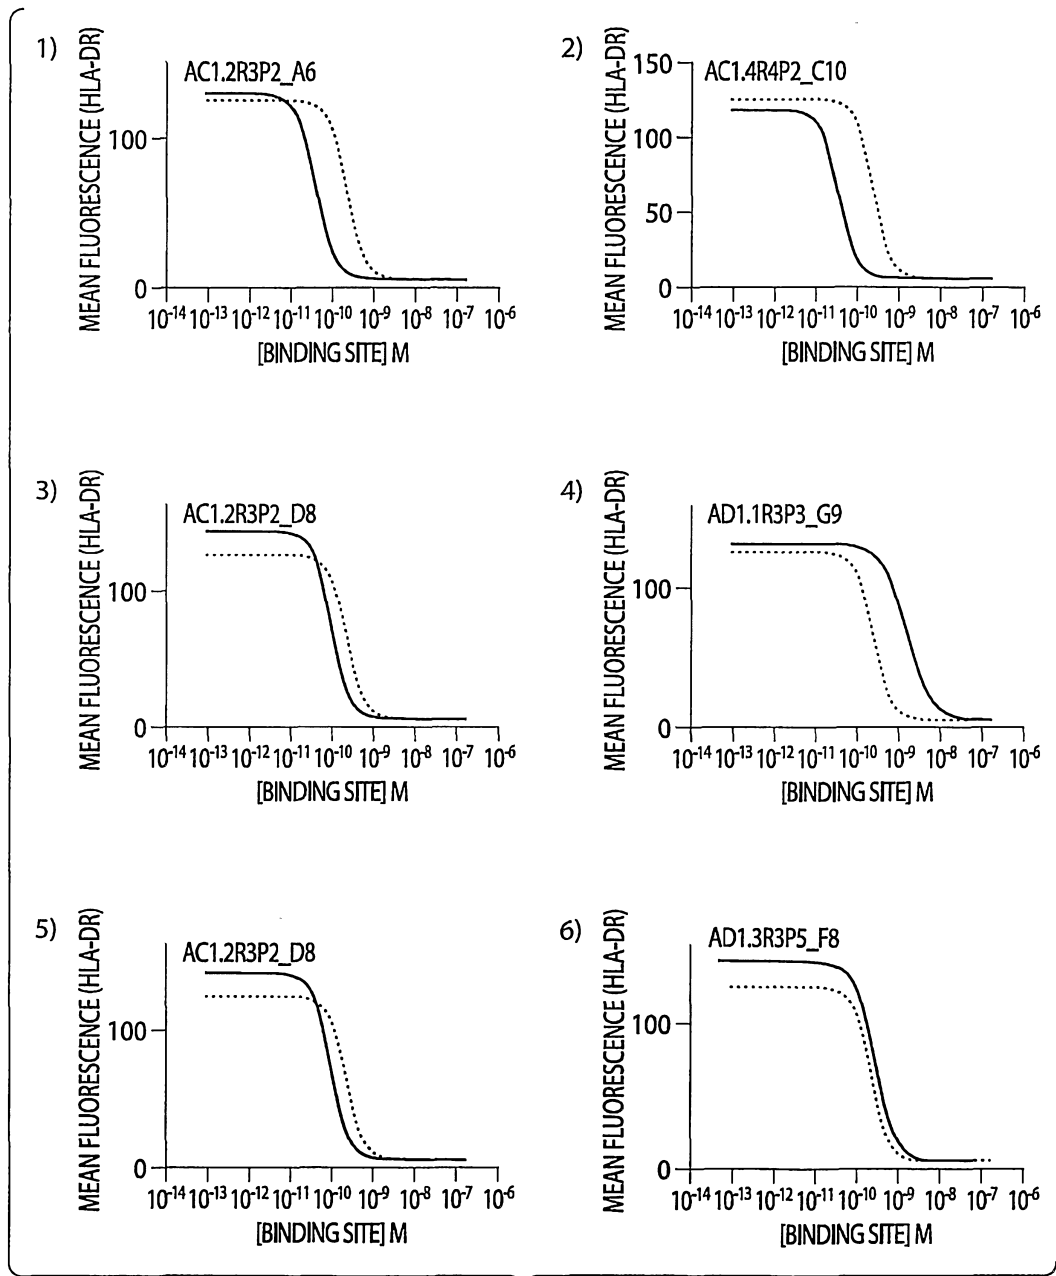 1)
MEAN FLUORESCENCE (HLA-DR)
AC1.2R3P2_A6
100
0
10-14 10-13 10-12 10-11 10-10 10-9 10-8 10-7 10-6
[BINDING SITE] M
2)
MEAN FLUORESCENCE (HLA-DR)
AC1.4R4P2_C10
150
100
50
0
10-14 10-13 10-12 10-11 10-10 10-9 10-8 10-7 10-6
[BINDING SITE] M
3)
MEAN FLUORESCENCE (HLA-DR)
AC1.2R3P2_D8
100
0
10-14 10-13 10-12 10-11 10-10 10-9 10-8 10-7 10-6
[BINDING SITE] M
4)
MEAN FLUORESCENCE (HLA-DR)
AD1.1R3P3_G9
100
0
10-14 10-13 10-12 10-11 10-10 10-9 10-8 10-7 10-6
[BINDING SITE] M
5)
MEAN FLUORESCENCE (HLA-DR)
AC1.2R3P2_D8
100
0
10-14 10-13 10-12 10-11 10-10 10-9 10-8 10-7 10-6
[BINDING SITE] M
6)
MEAN FLUORESCENCE (HLA-DR)
AD1.3R3P5_F8
100
0
10-14 10-13 10-12 10-11 10-10 10-9 10-8 10-7 10-6
[BINDING SITE] M